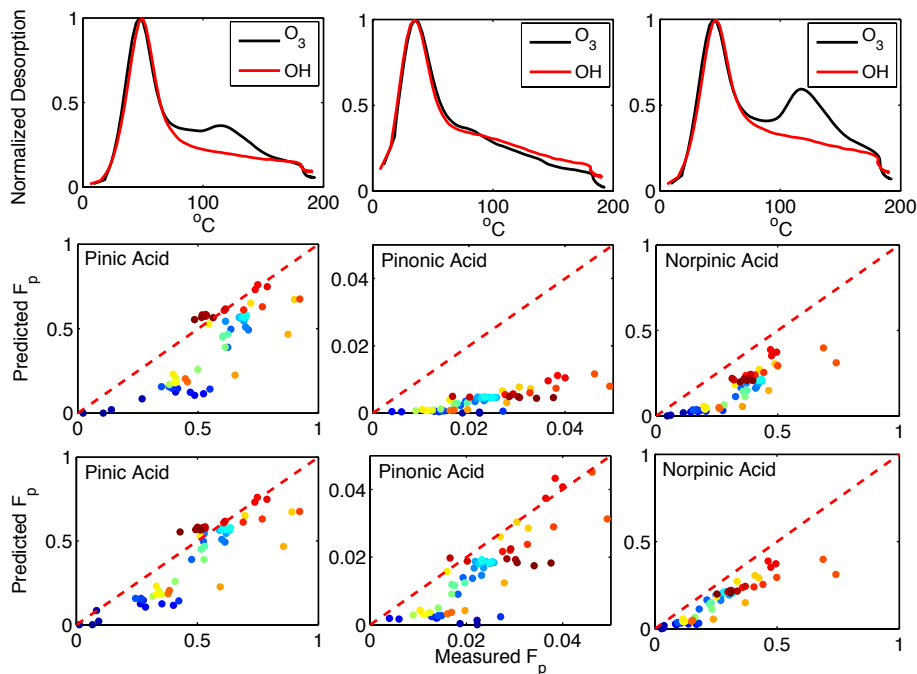 Normalized Desorption
1
0.5
0
O3
OH
0 100 200
°C
1
0.5
0
O3
OH
0 50 100 150 200
°C
1
0.5
0
O3
OH
0 50 100 150 200
°C
Predicted Fp
1
0.5
0
Pinic Acid
0 0.5 1
0.04
0.02
0
Pinonic Acid
0 0.02 0.04
1
0.5
0
Norpinic Acid
0 0.5 1
Predicted Fp
1
0.5
0
Pinic Acid
0 0.5 1
0.04
0.02
0
Pinonic Acid
0 0.02 0.04
Measured Fp
1
0.5
0
Norpinic Acid
0 0.5 1